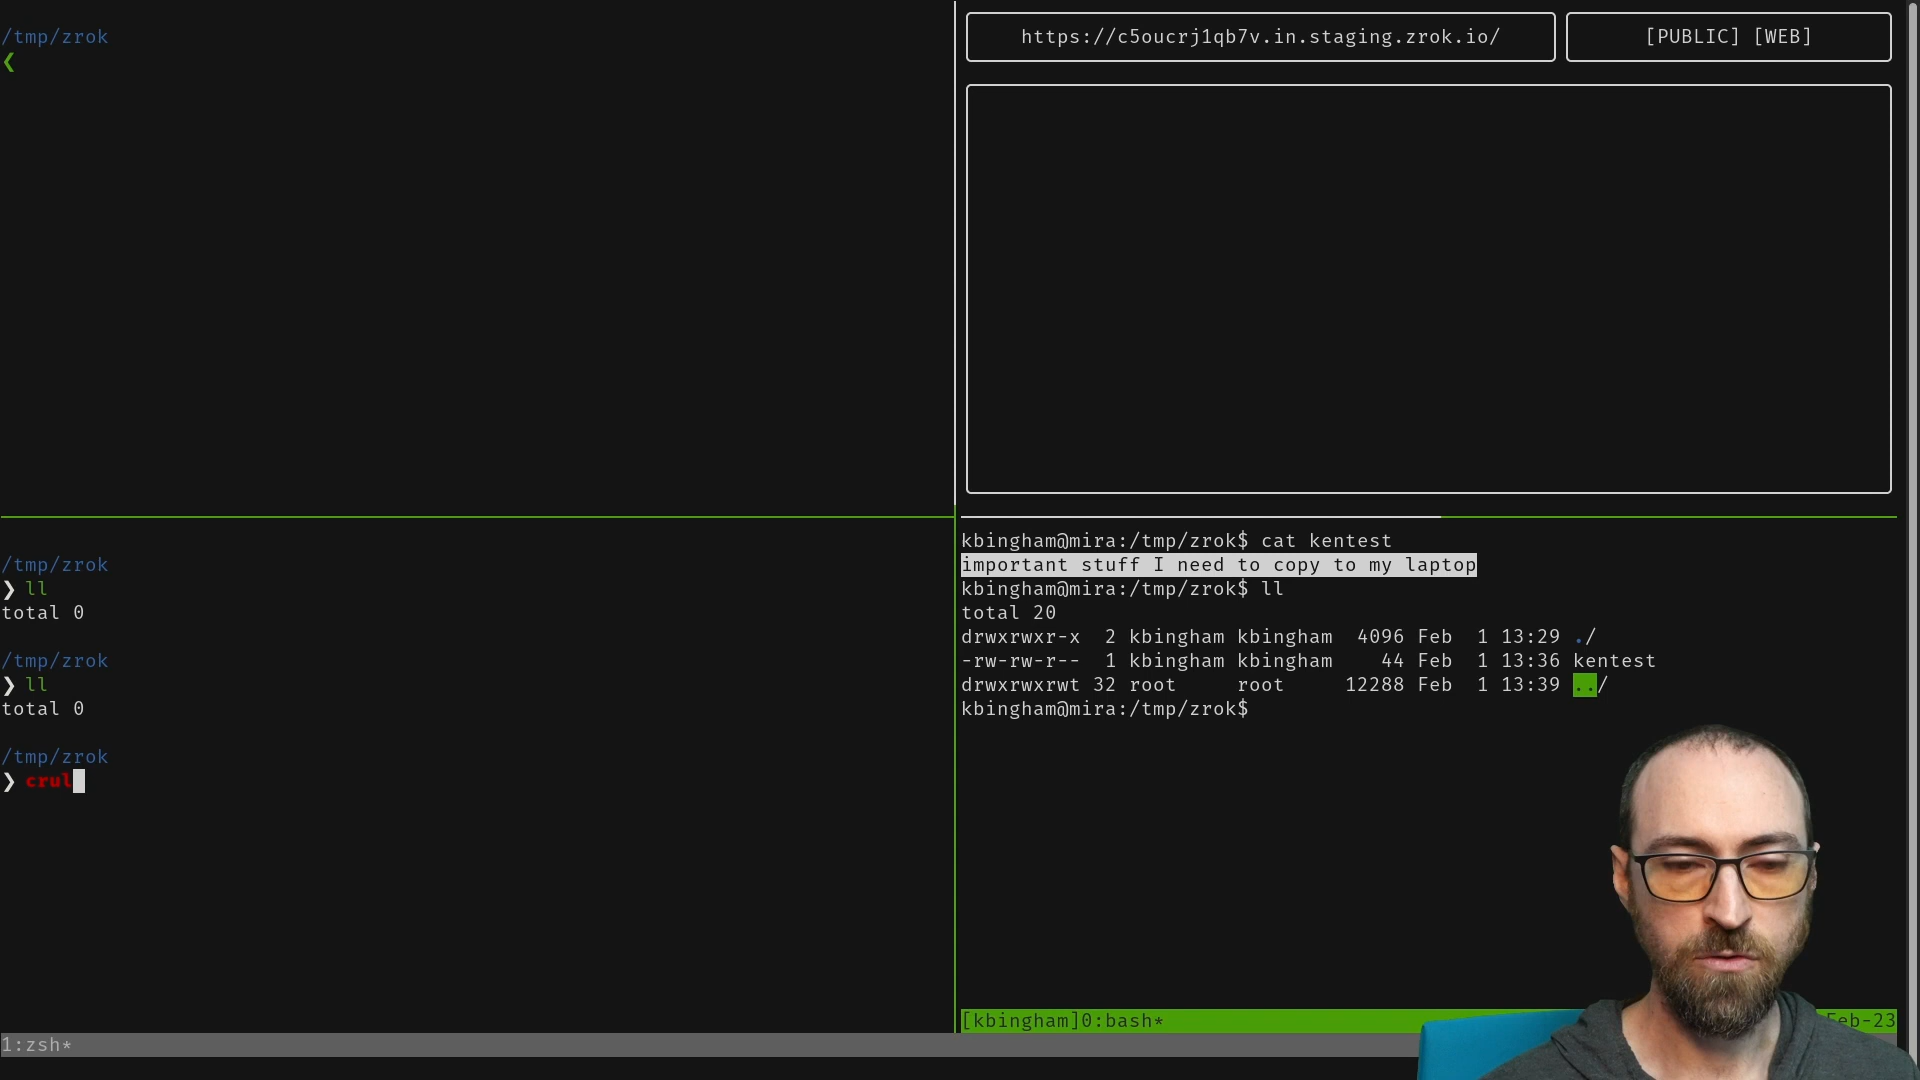 /tmp/zrok
❮
https://c5oucrj1qb7v.in.staging.zrok.io/
[PUBLIC] [WEB]
/tmp/zrok
❯ ll
total 0
/tmp/zrok
❯ ll
total 0
/tmp/zrok
❯ crul
kbingham@mira:/tmp/zrok$ cat kentest
important stuff I need to copy to my laptop
kbingham@mira:/tmp/zrok$ ll
total 20
drwxrwxr-x  2 kbingham kbingham  4096 Feb  1 13:29 ./
-rw-rw-r--  1 kbingham kbingham    44 Feb  1 13:36 kentest
drwxrwxrwt 32 root     root     12288 Feb  1 13:39 ../
kbingham@mira:/tmp/zrok$
[kbingham]0:bash*
Feb-23
1:zsh*